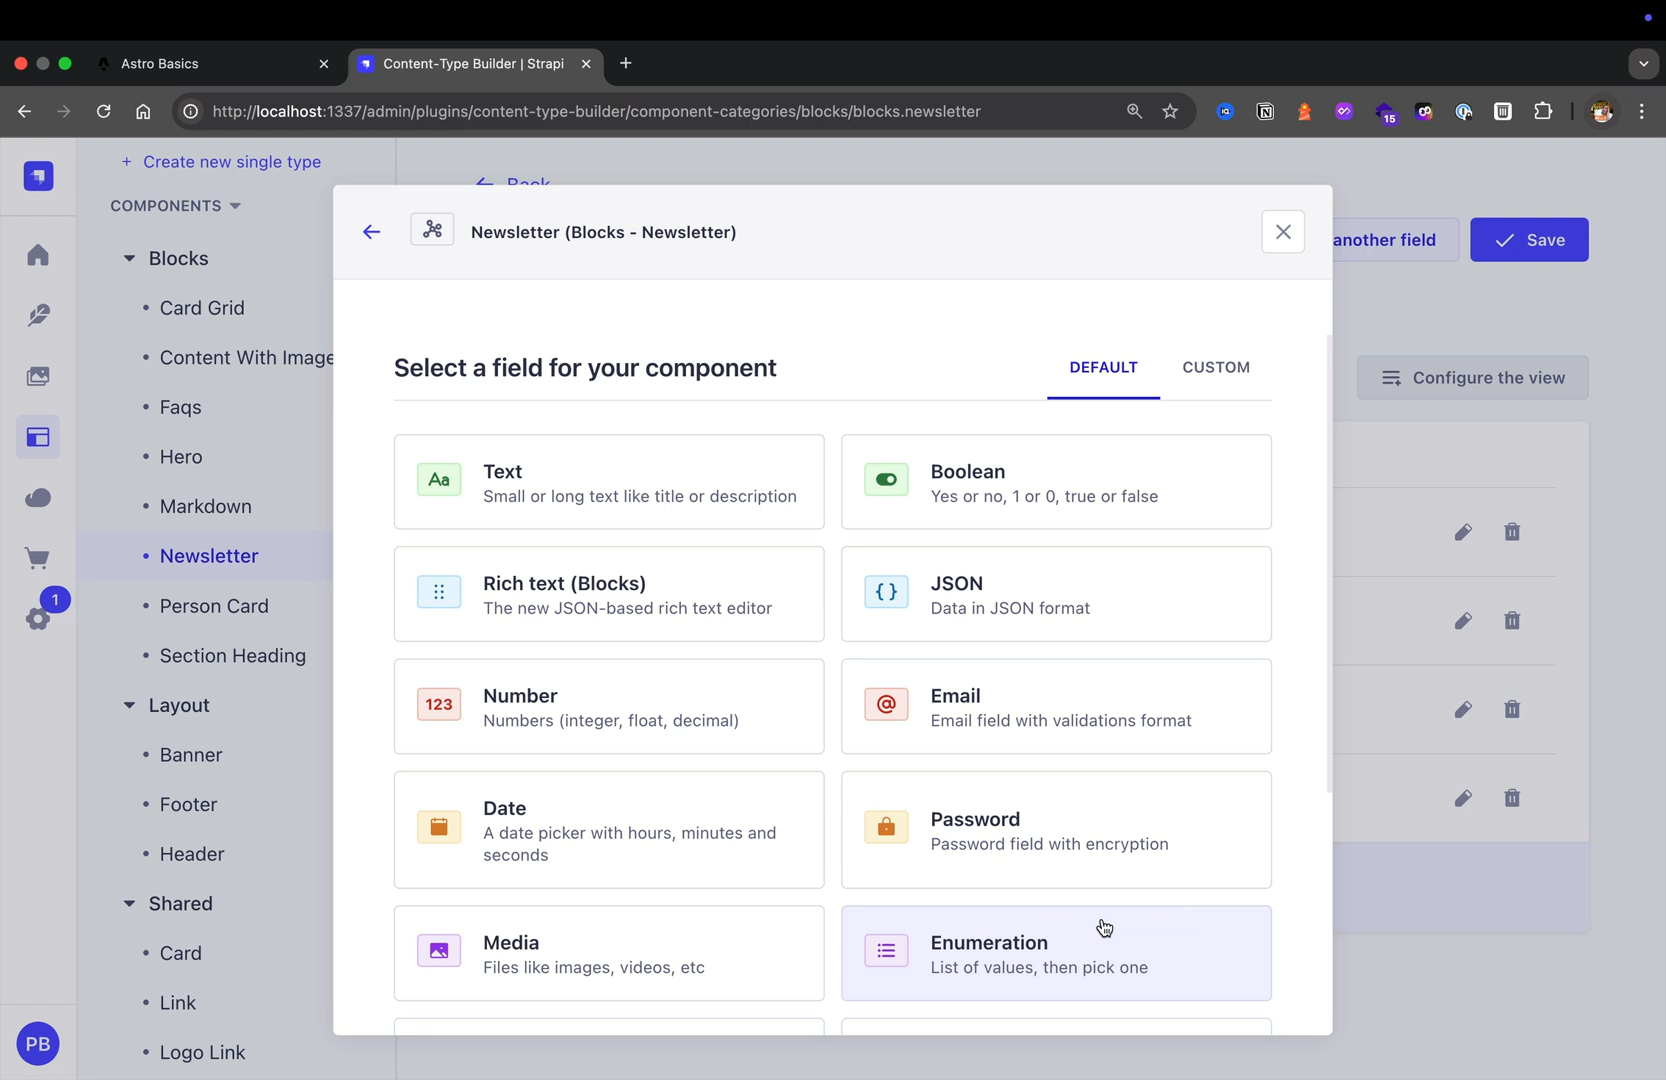 Astro Basics
Content-Type Builder | Strapi
http://localhost:1337/admin/plugins/content-type-builder/component-categories/blocks/blocks.newsletter
15
+ Create new single type
COMPONENTS
Blocks
Card Grid
Content With Image
Faqs
Hero
Markdown
Newsletter
Person Card
Section Heading
Layout
Banner
Footer
Header
Shared
Card
Link
Logo Link
1
PB
Back
another field
Save
Configure the view
Newsletter (Blocks - Newsletter)
Select a field for your component
DEFAULT
CUSTOM
Aa
Text
Small or long text like title or description
Boolean
Yes or no, 1 or 0, true or false
Rich text (Blocks)
The new JSON-based rich text editor
{ }
JSON
Data in JSON format
123
Number
Numbers (integer, float, decimal)
@
Email
Email field with validations format
Date
A date picker with hours, minutes and
seconds
Password
Password field with encryption
Media
Files like images, videos, etc
Enumeration
List of values, then pick one